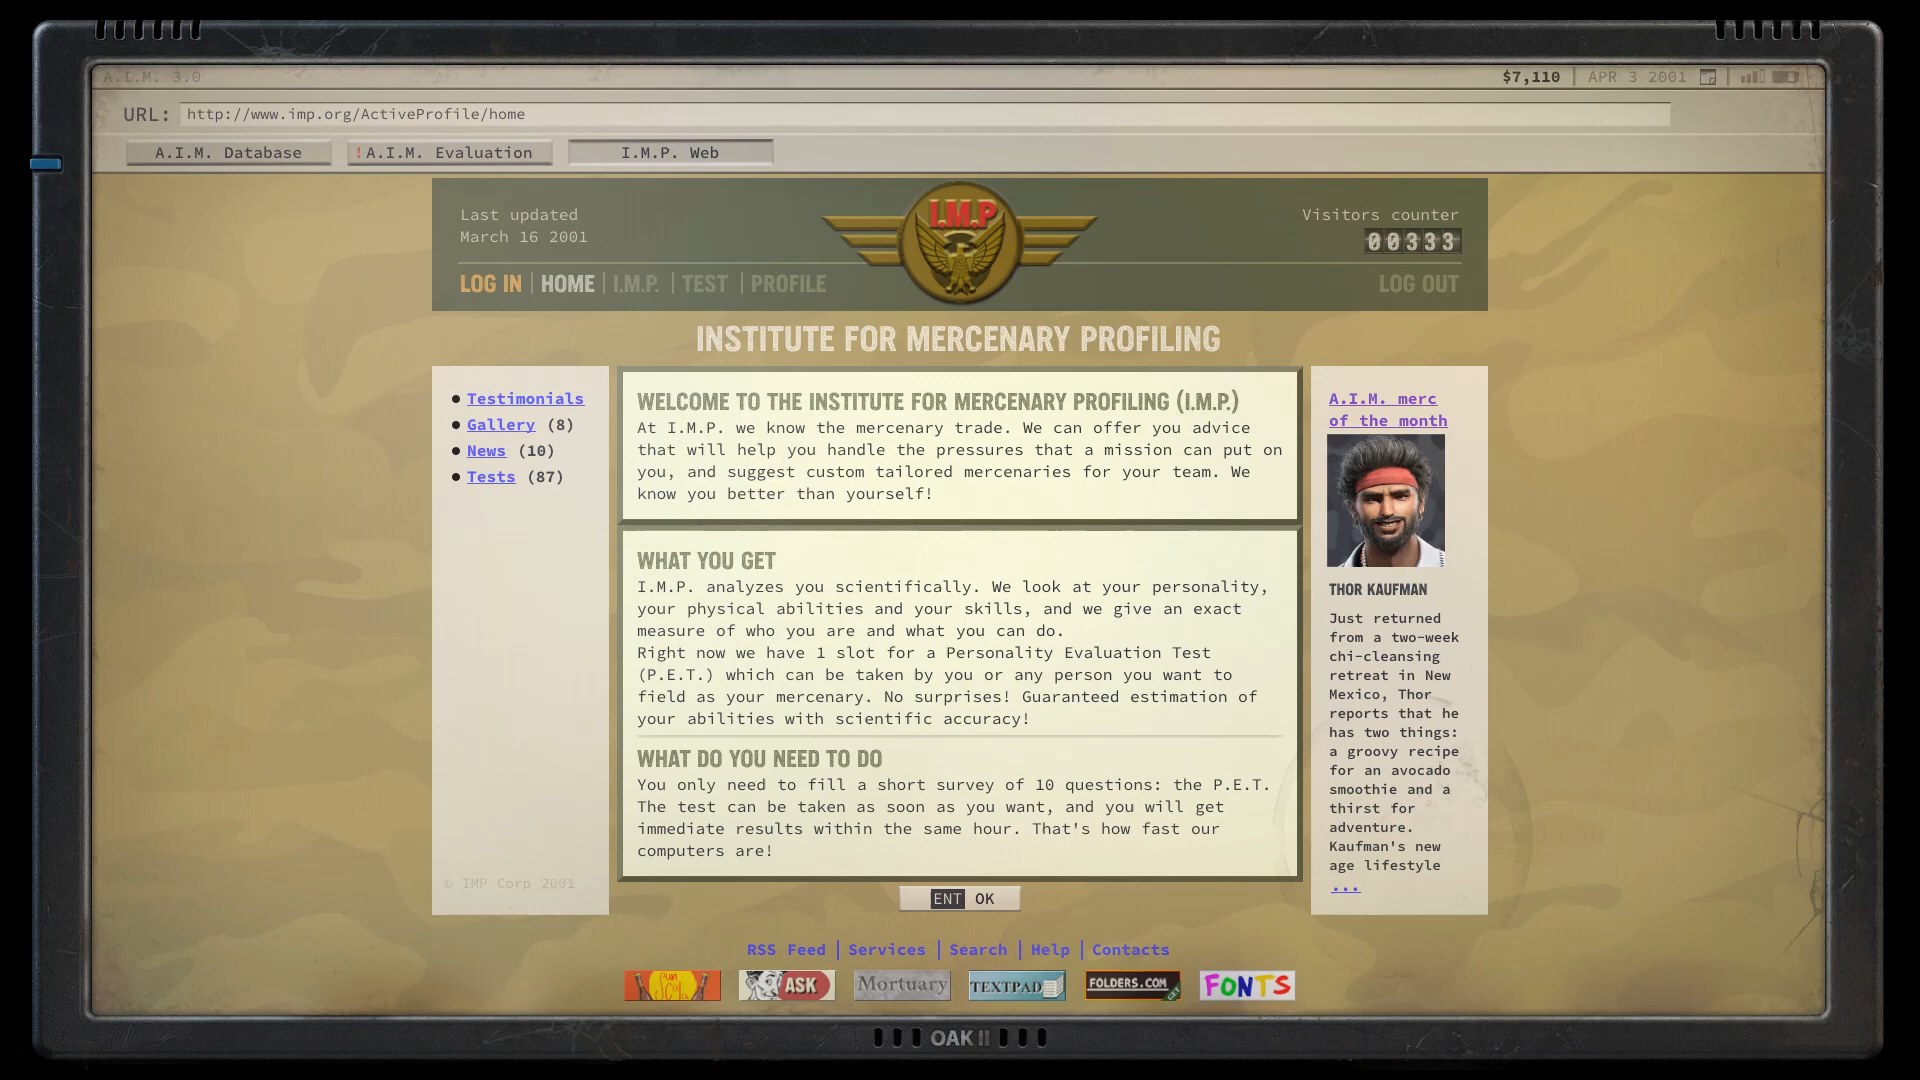 A.I.M. 3.0
$7,110 | APR 3 2001
URL: http://www.imp.org/ActiveProfile/home
A.I.M. Database
!A.I.M. Evaluation
I.M.P. Web
Last updated
March 16 2001
I.M.P
Visitors counter
00333
LOG IN | HOME | I.M.P. | TEST | PROFILE
LOG OUT
INSTITUTE FOR MERCENARY PROFILING
Testimonials
Gallery (8)
News (10)
Tests (87)
© IMP Corp 2001
WELCOME TO THE INSTITUTE FOR MERCENARY PROFILING (I.M.P.)
At I.M.P. we know the mercenary trade. We can offer you advice
that will help you handle the pressures that a mission can put on
you, and suggest custom tailored mercenaries for your team. We
know you better than yourself!
WHAT YOU GET
I.M.P. analyzes you scientifically. We look at your personality,
your physical abilities and your skills, and we give an exact
measure of who you are and what you can do.
Right now we have 1 slot for a Personality Evaluation Test
(P.E.T.) which can be taken by you or any person you want to
field as your mercenary. No surprises! Guaranteed estimation of
your abilities with scientific accuracy!
WHAT DO YOU NEED TO DO
You only need to fill a short survey of 10 questions: the P.E.T.
The test can be taken as soon as you want, and you will get
immediate results within the same hour. That's how fast our
computers are!
ENT OK
A.I.M. merc
of the month
THOR KAUFMAN
Just returned
from a two-week
chi-cleansing
retreat in New
Mexico, Thor
reports that he
has two things:
a groovy recipe
for an avocado
smoothie and a
thirst for
adventure.
Kaufman's new
age lifestyle
...
RSS Feed | Services | Search | Help | Contacts
Sun Cola
ASK
Mortuary
TEXTPAD
FOLDERS.COM
GET
FONTS
OAK II